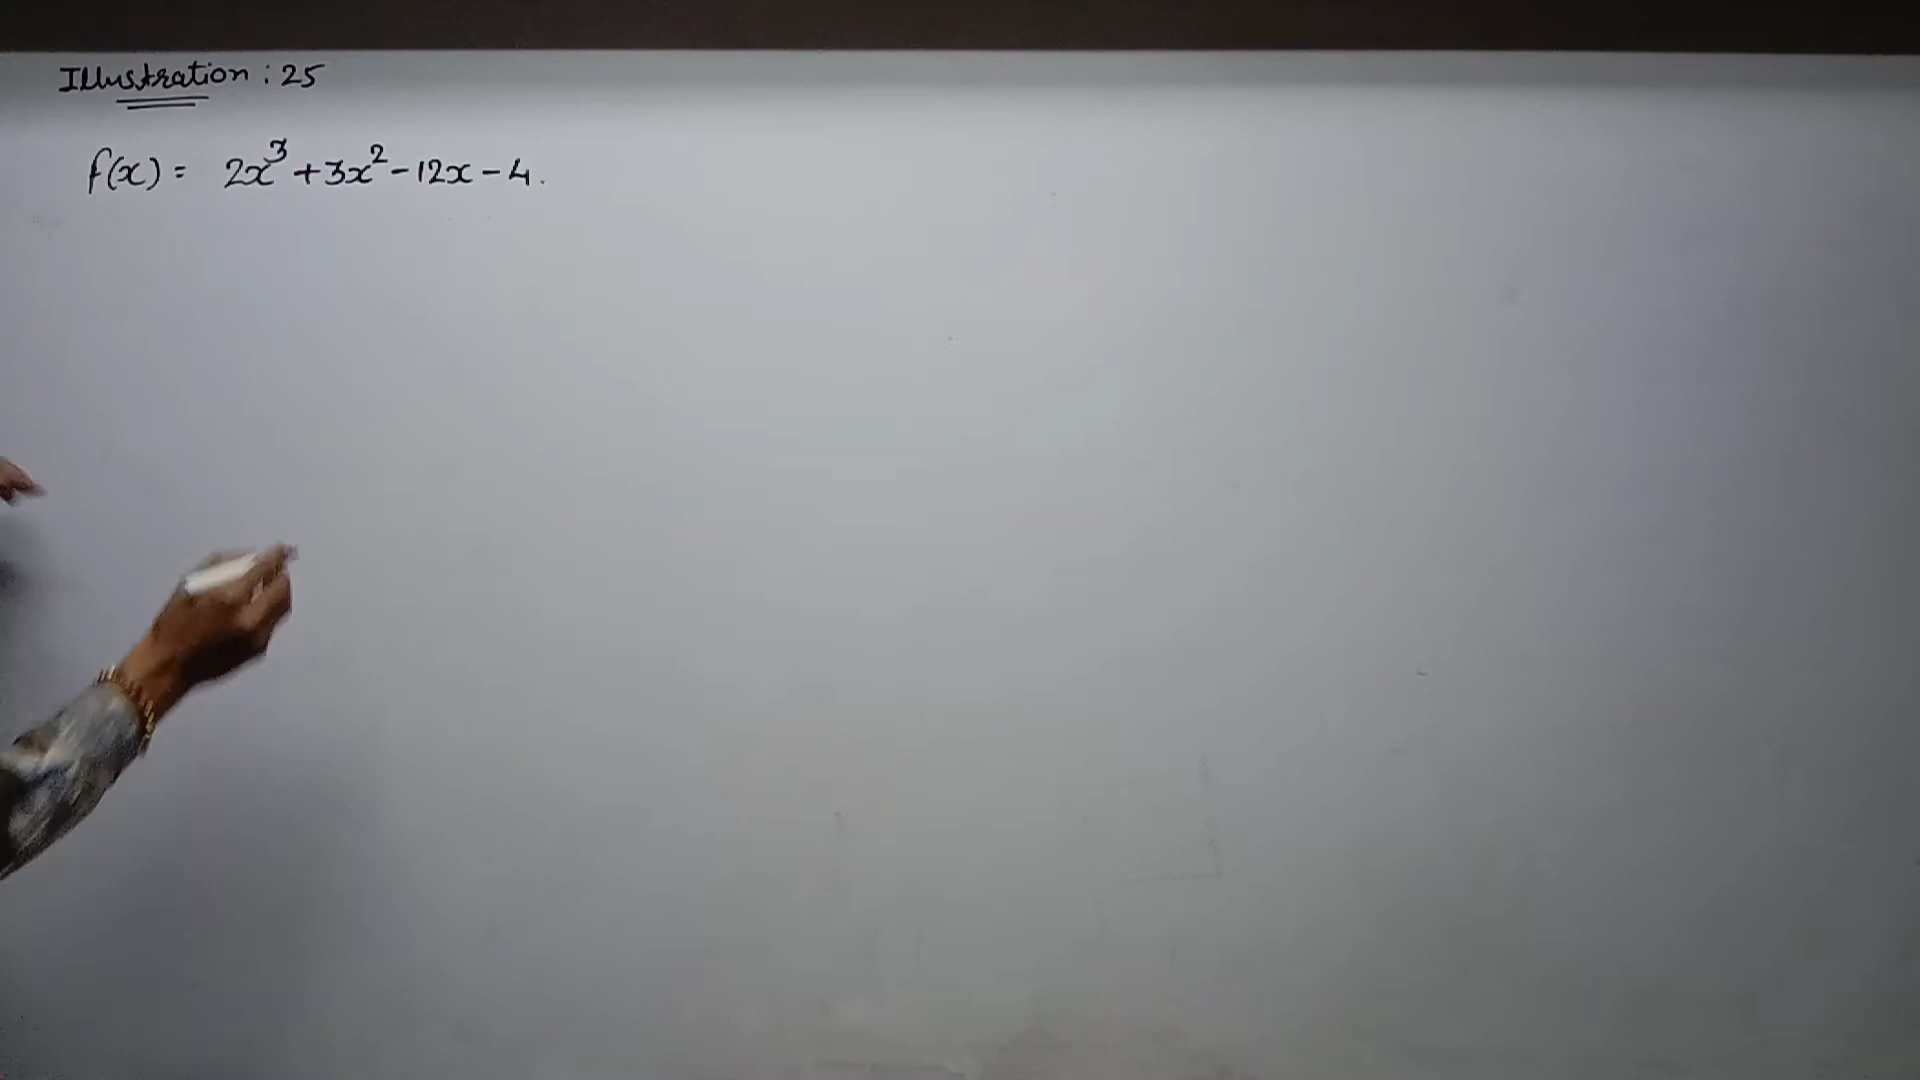 Illustration : 25
f(x) = 2x³ + 3x² - 12x - 4.